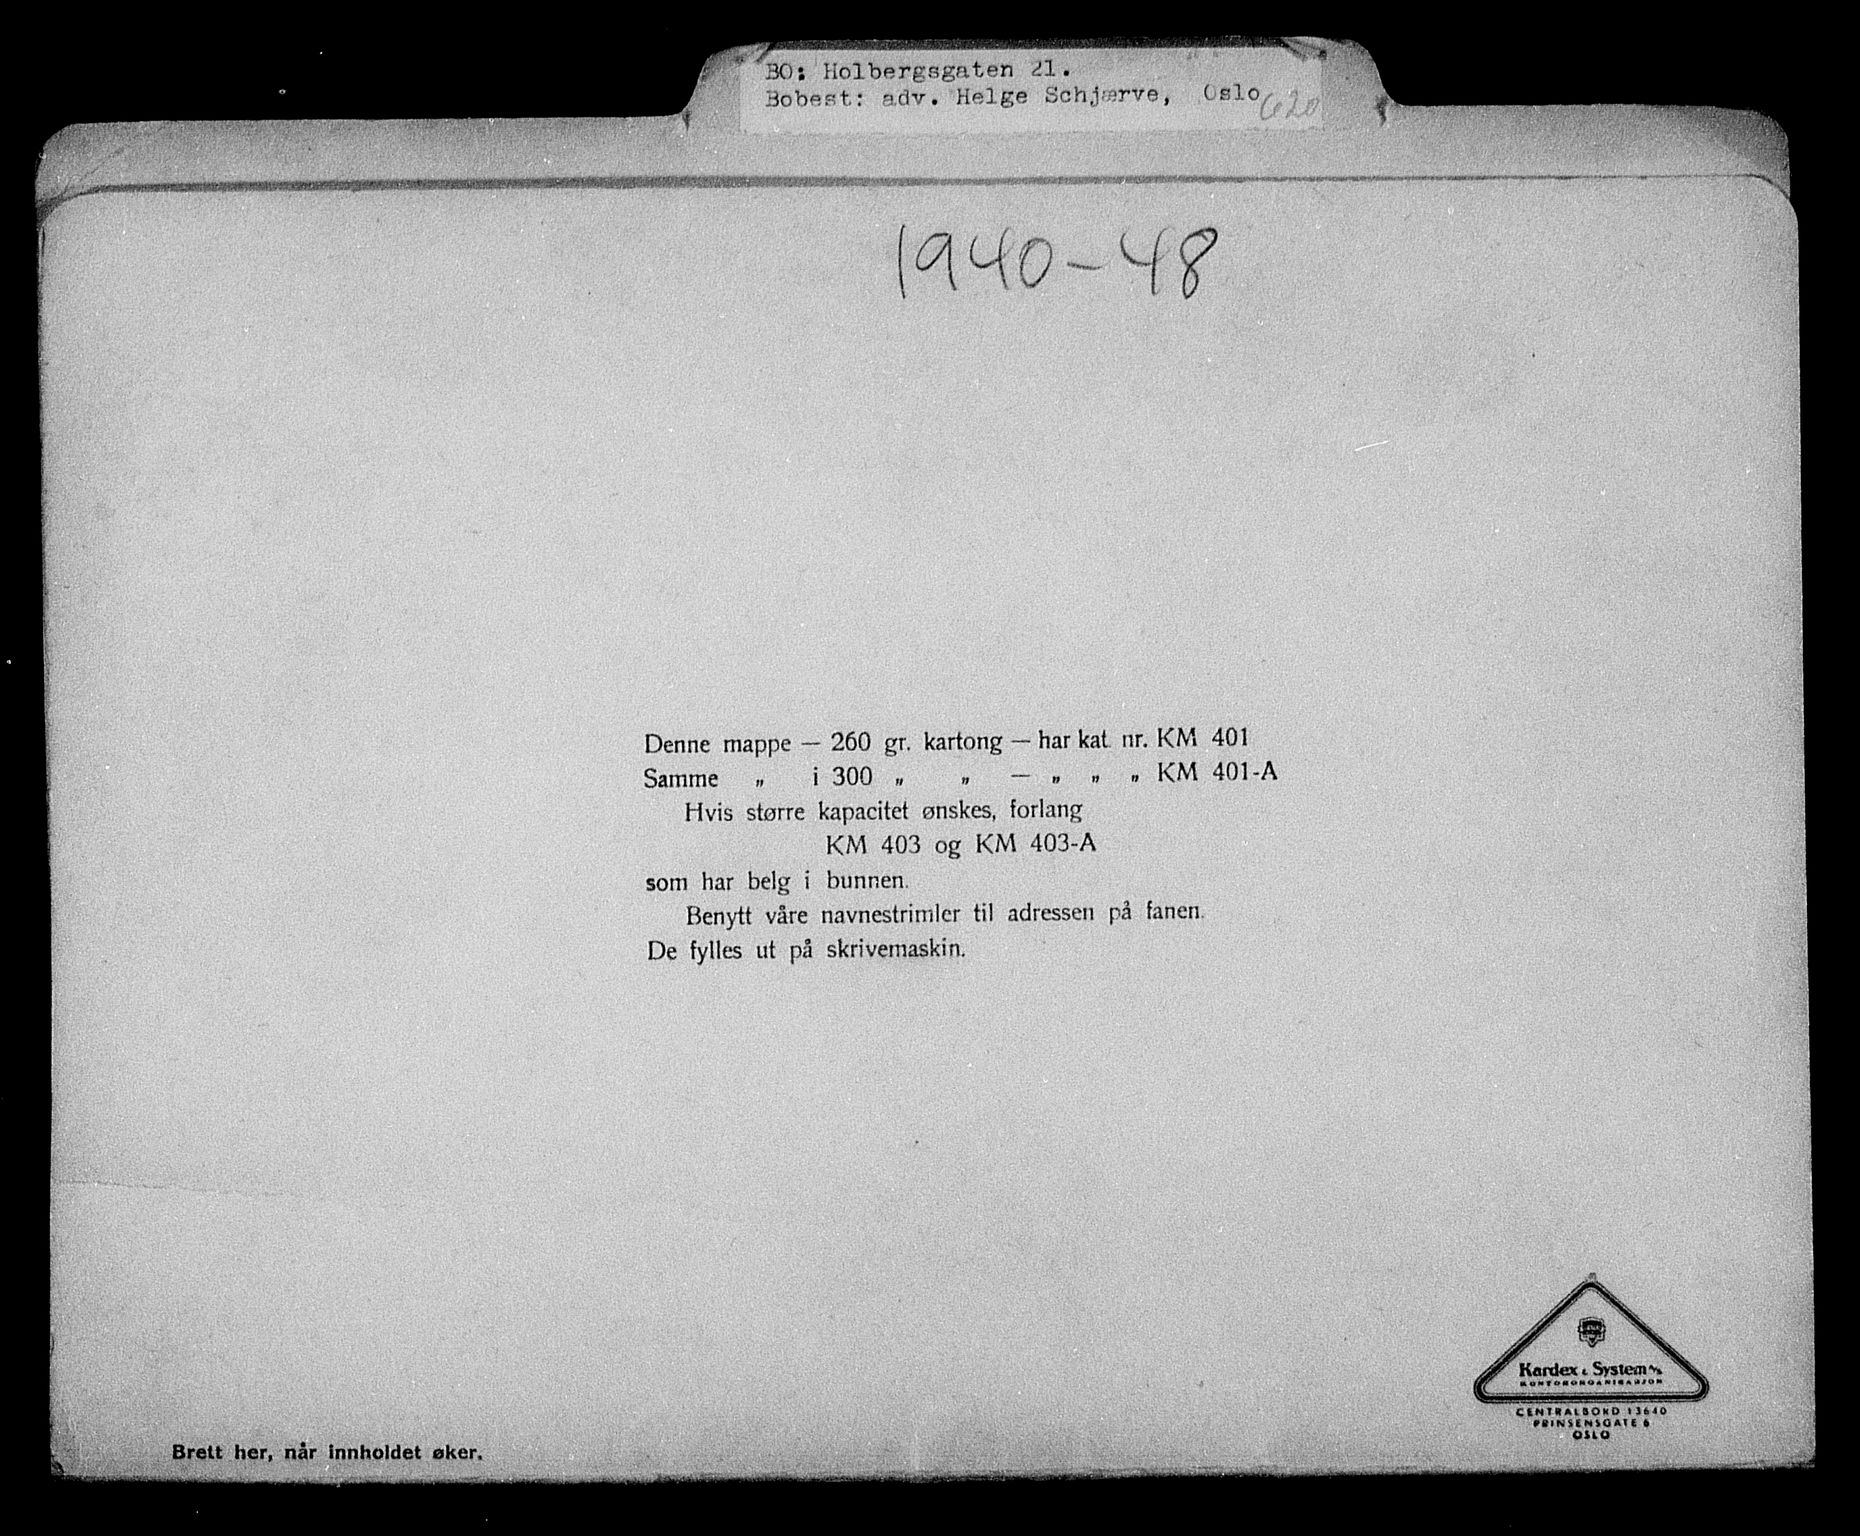 BO: Holbergsgaten 21.
Bobest: adv. Helge Schjærve, Oslo 620
1940-48
Denne mappe — 260 gr. kartong — har kat. nr. KM 401
Samme „ i 300 „ „ — „ „ „ KM 401-A
Hvis større kapacitet ønskes, forlang
KM 403 og KM 403-A
som har belg i bunnen.
Benytt våre navnestrimler til adressen på fanen.
De fylles ut på skrivemaskin.
Kardex & System A/S
KONTORORGANISASJON
CENTRALBORD 13640
PRINSENSGATE 6
OSLO
Brett her, når innholdet øker.